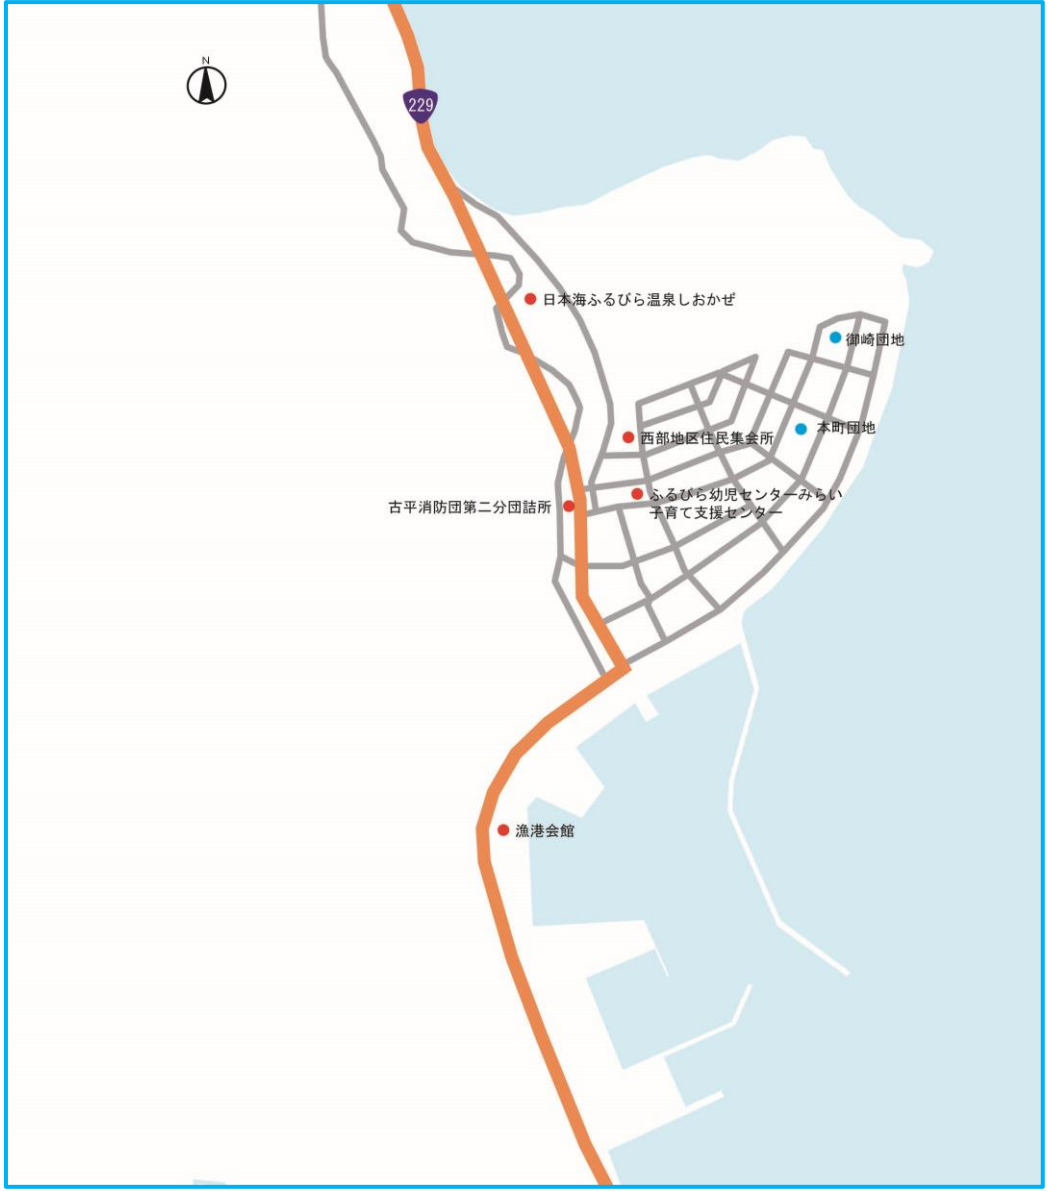 N
229
日本海ふるびら温泉しおかぜ
御崎団地
本町団地
西部地区住民集会所
ふるびら幼児センターみらい
子育て支援センター
古平消防団第二分団詰所
漁港会館